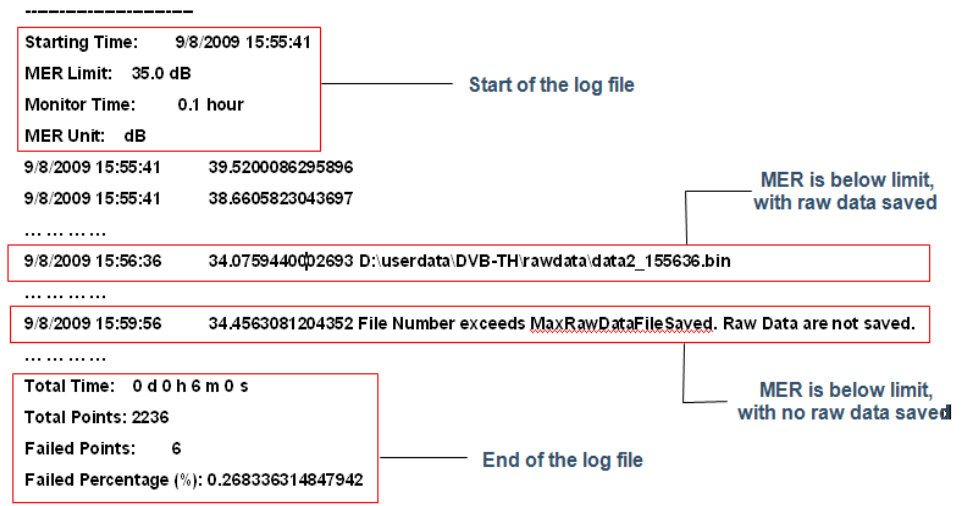 --------------------------------
Starting Time: 9/8/2009 15:55:41
MER Limit: 35.0 dB
Monitor Time: 0.1 hour
MER Unit: dB
Start of the log file
9/8/2009 15:55:41 39.5200086295896
9/8/2009 15:55:41 38.6605823043697
MER is below limit,
with raw data saved
... ... ... ...
9/8/2009 15:56:36 34.0759440002693 D:\userdata\DVB-TH\rawdata\data2_155636.bin
... ... ... ...
9/8/2009 15:59:56 34.4563081204352 File Number exceeds MaxRawDataFileSaved. Raw Data are not saved.
... ... ... ...
MER is below limit,
with no raw data saved
Total Time: 0 d 0 h 6 m 0 s
Total Points: 2236
Failed Points: 6
Failed Percentage (%): 0.268336314847942
End of the log file